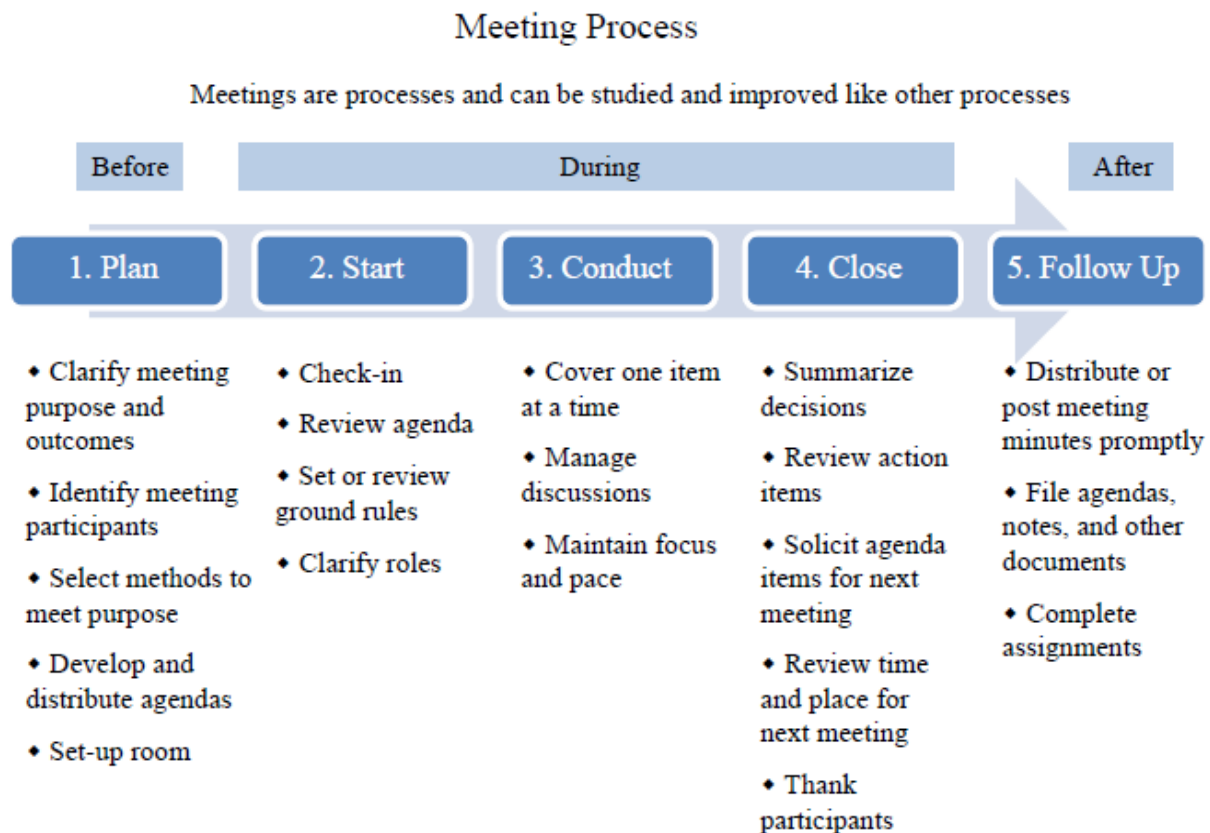 Meeting Process
Meetings are processes and can be studied and improved like other processes
Before
During
After
1. Plan
2. Start
3. Conduct
4. Close
5. Follow Up
◆ Clarify meeting
purpose and
outcomes
◆ Identify meeting
participants
◆ Select methods to
meet purpose
◆ Develop and
distribute agendas
◆ Set-up room
◆ Check-in
◆ Review agenda
◆ Set or review
ground rules
◆ Clarify roles
◆ Cover one item
at a time
◆ Manage
discussions
◆ Maintain focus
and pace
◆ Summarize
decisions
◆ Review action
items
◆ Solicit agenda
items for next
meeting
◆ Review time
and place for
next meeting
◆ Thank
participants
◆ Distribute or
post meeting
minutes promptly
◆ File agendas,
notes, and other
documents
◆ Complete
assignments